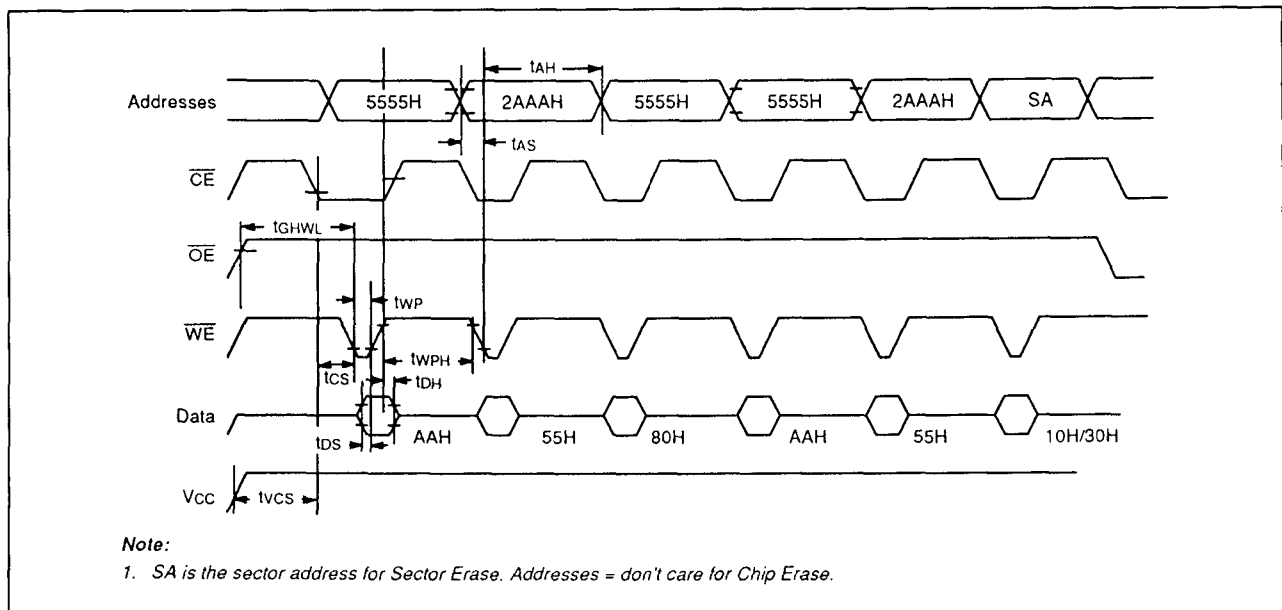 tAH
Addresses 5555H 2AAAH 5555H 5555H 2AAAH SA
tAS
CE
tGHWL
OE
tWP
WE
tWPH
tCS tDH
Data
tDS AAH 55H 80H AAH 55H 10H/30H
VCC tVCS
Note:
1. SA is the sector address for Sector Erase. Addresses = don't care for Chip Erase.